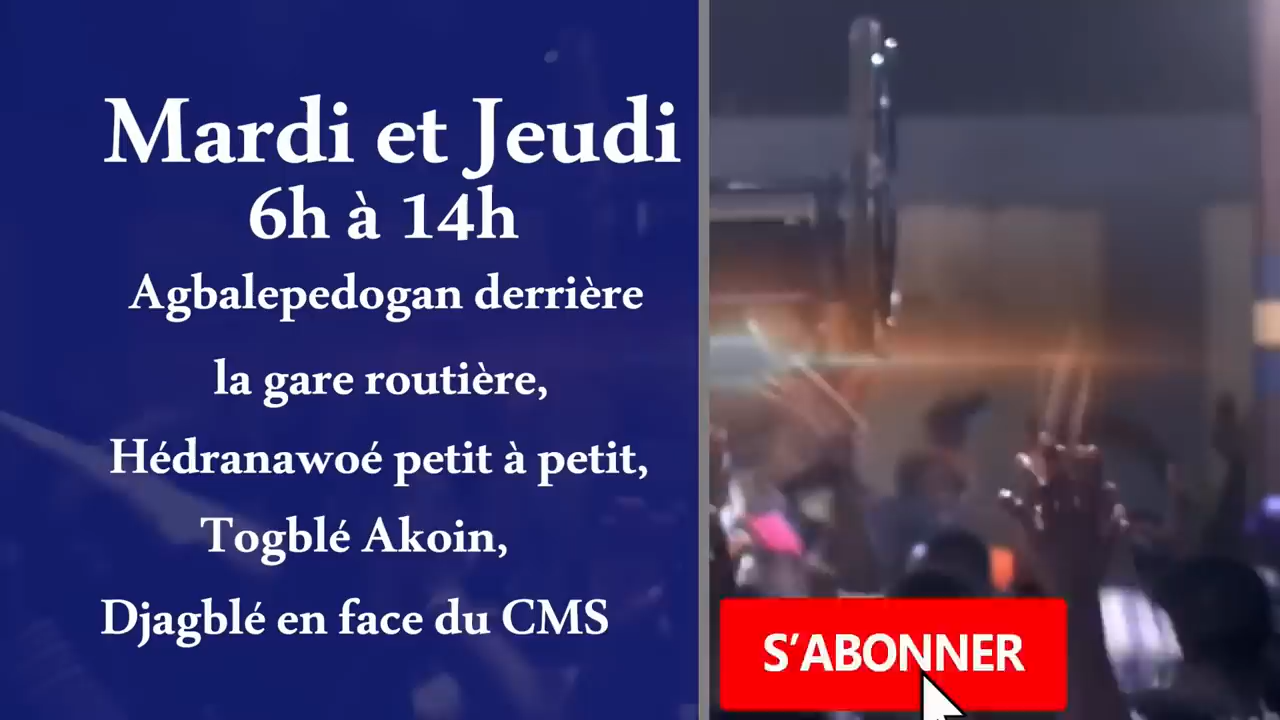 Mardi et Jeudi
6h à 14h
Agbalepedogan derrière
la gare routière,
Hédranawoé petit à petit,
Togblé Akoin,
Djagblé en face du CMS
S'ABONNER